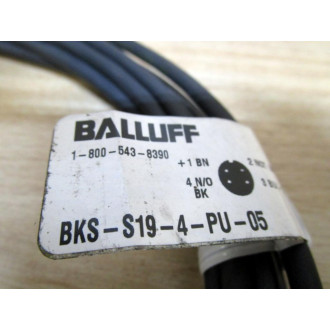 BALLUFF
1-800-543-8390
+1 BN
4 N/O
BK
BKS-S19-4-PU-05